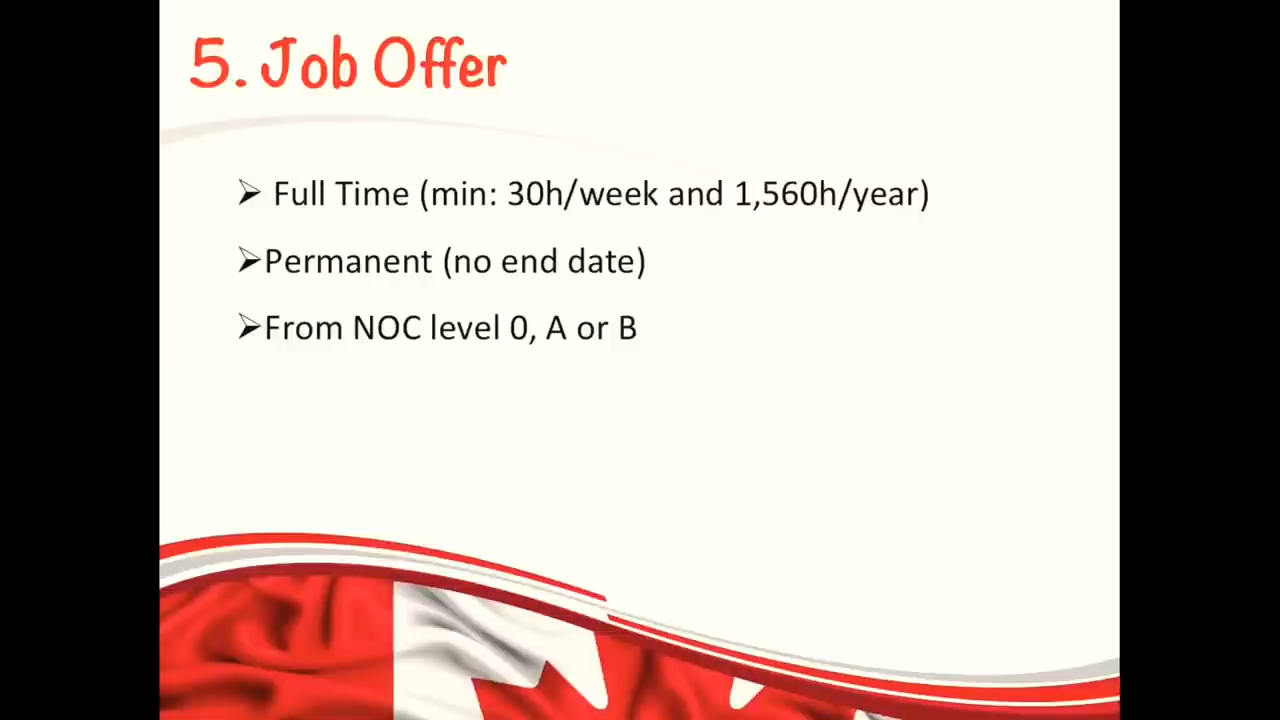 5. Job Offer
➢ Full Time (min: 30h/week and 1,560h/year)
➢Permanent (no end date)
➢From NOC level 0, A or B